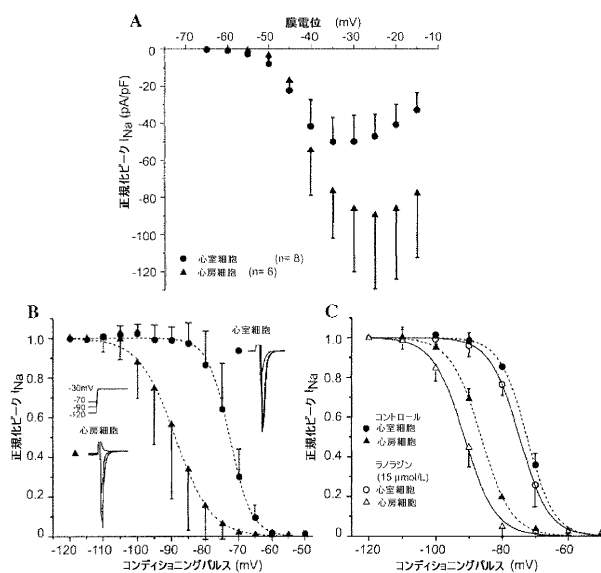 A
膜電位 (mV)
-70 -60 -50 -40 -30 -20 -10
正規化ピーク INa (pA/pF)
0
-20
-40
-60
-80
-100
-120
● 心室細胞 (n= 8)
▲ 心房細胞 (n= 6)
B
正規化ピーク INa
1.0
0.8
0.6
0.4
0.2
0
心室細胞
-30mV
-70
-90
-120
心房細胞
-120 -110 -100 -90 -80 -70 -60 -50
コンディショニングパルス (mV)
C
正規化ピーク INa
1.0
0.8
0.6
0.4
0.2
0
コントロール
● 心室細胞
▲ 心房細胞
ラノラジン
(15 μmol/L)
○ 心室細胞
△ 心房細胞
-120 -100 -80 -60
コンディショニングパルス (mV)